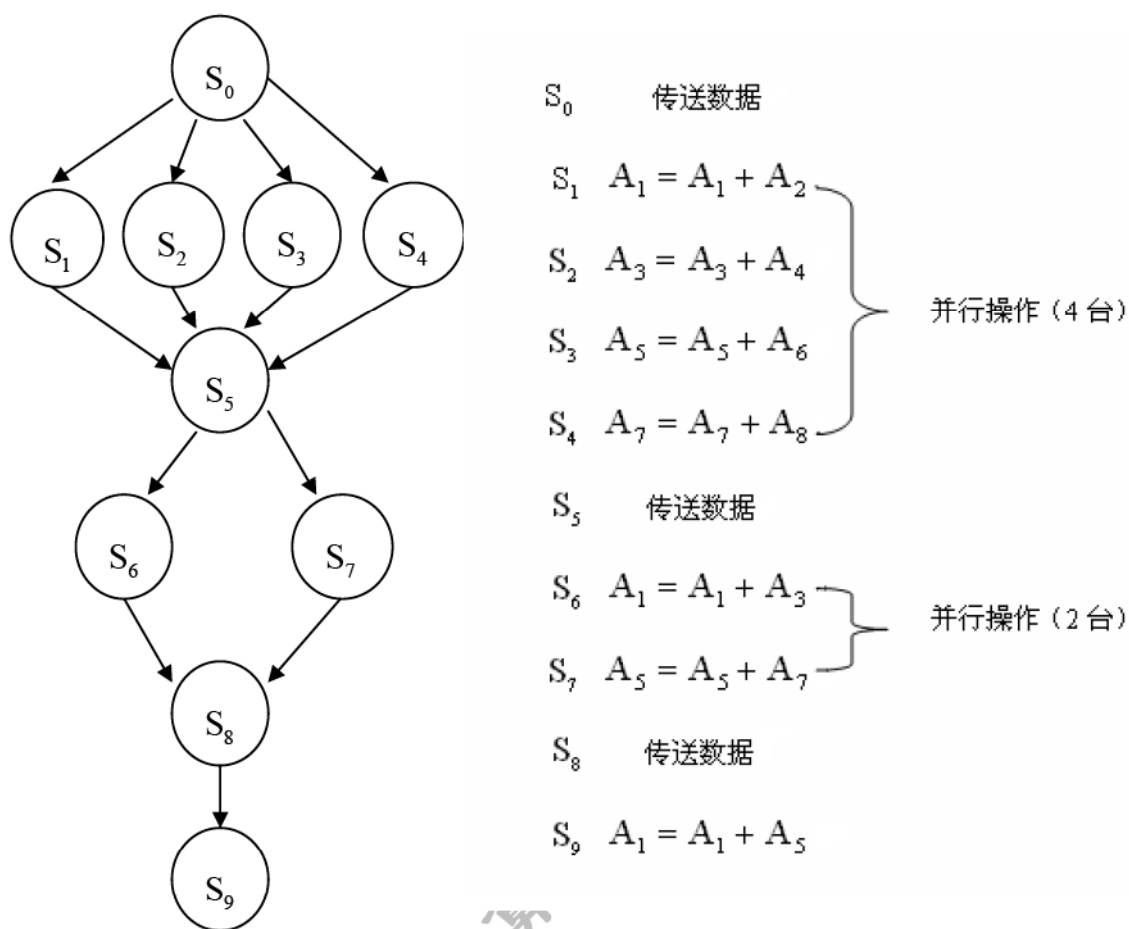 S₀
S₁ S₂ S₃ S₄
S₅
S₆ S₇
S₈
S₉
S₀ 传送数据
S₁ A₁ = A₁ + A₂
S₂ A₃ = A₃ + A₄
S₃ A₅ = A₅ + A₆
S₄ A₇ = A₇ + A₈
并行操作（4 台）
S₅ 传送数据
S₆ A₁ = A₁ + A₃
S₇ A₅ = A₅ + A₇
并行操作（2 台）
S₈ 传送数据
S₉ A₁ = A₁ + A₅